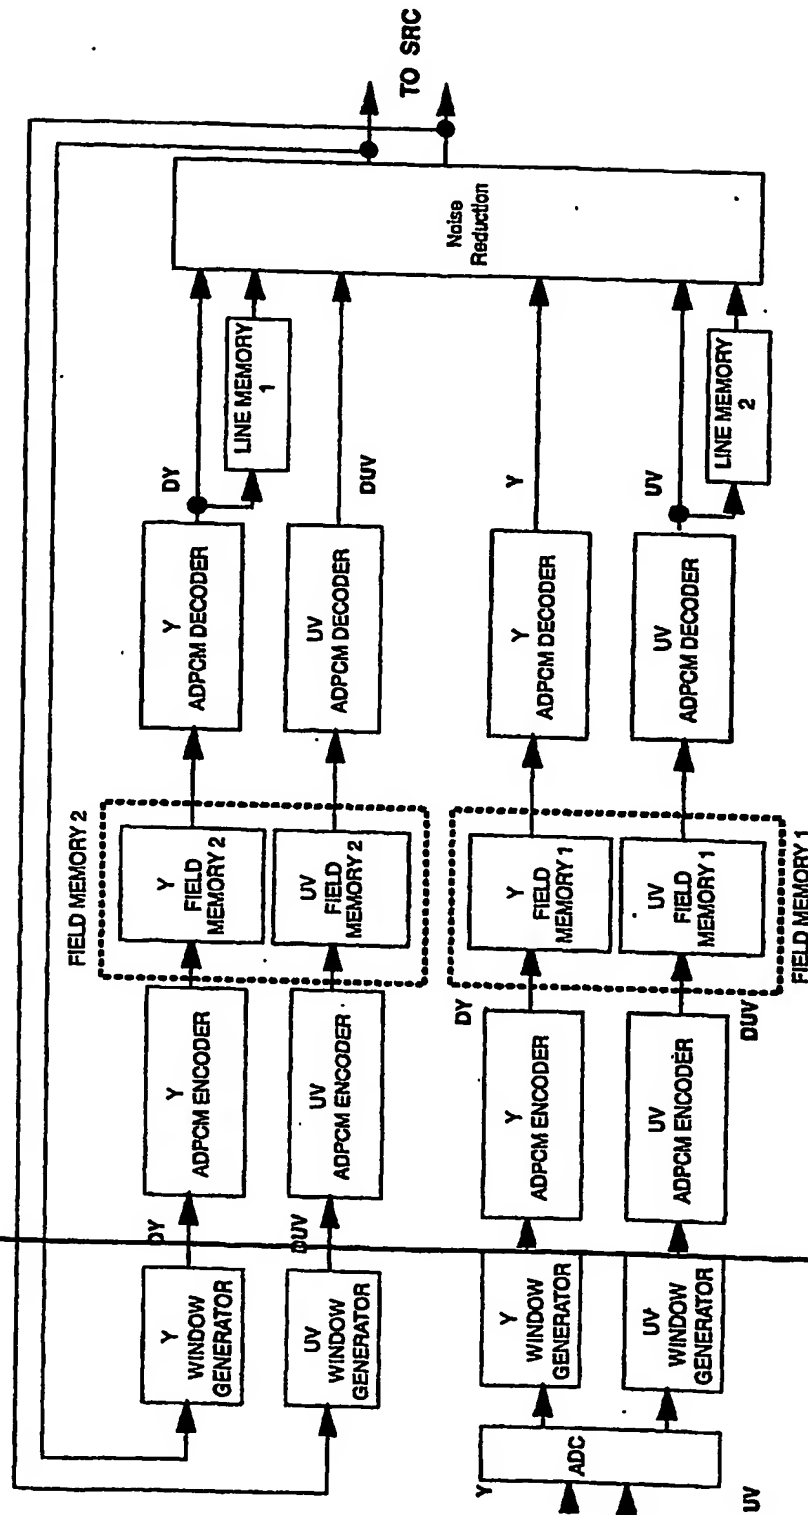 TO SRC
Noise
Reduction
DY
LINE MEMORY
1
DUV
Y
UV
LINE MEMORY
2
Y
ADPCM DECODER
UV
ADPCM DECODER
Y
ADPCM DECODER
UV
ADPCM DECODER
FIELD MEMORY 2
Y
FIELD
MEMORY 2
UV
FIELD
MEMORY 2
Y
FIELD
MEMORY 1
UV
FIELD
MEMORY 1
FIELD MEMORY 1
DY
DUV
Y
ADPCM ENCODER
UV
ADPCM ENCODER
Y
ADPCM ENCODER
UV
ADPCM ENCODER
DY
DUV
Y
WINDOW
GENERATOR
UV
WINDOW
GENERATOR
Y
WINDOW
GENERATOR
UV
WINDOW
GENERATOR
ADC
Y
UV